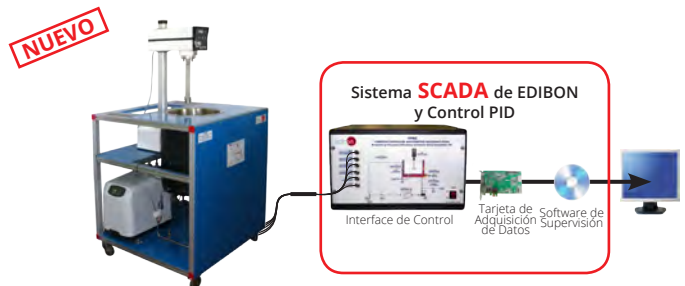 NUEVO
Sistema SCADA de EDIBON
y Control PID
Interface de Control
Tarjeta de
Adquisición
de Datos
Software de
Supervisión